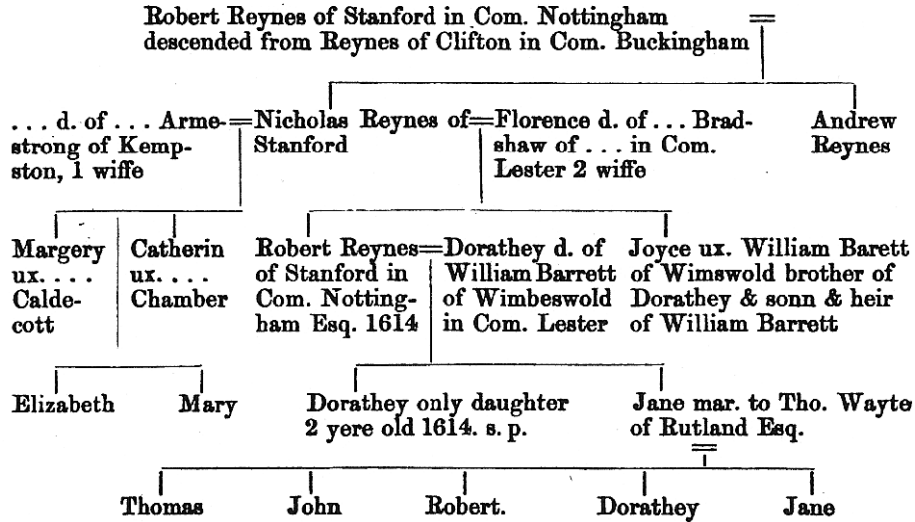 Robert Reynes of Stanford in Com. Nottingham
descended from Reynes of Clifton in Com. Buckingham
... d. of ... Arme-
strong of Kemp-
ston, 1 wiffe
Nicholas Reynes of
Stanford
Florence d. of ... Brad-
shaw of ... in Com.
Lester 2 wiffe
Andrew
Reynes
Margery
ux. ....
Calde-
cott
Catherin
ux. ....
Chamber
Robert Reynes
of Stanford in
Com. Notting-
ham Esq. 1614
Dorathey d. of
William Barrett
of Wimbeswold
in Com. Lester
Joyce ux. William Barett
of Wimswold brother of
Dorathey & sonn & heir
of William Barrett
Elizabeth
Mary
Dorathey only daughter
2 yere old 1614. s. p.
Jane mar. to Tho. Wayte
of Rutland Esq.
Thomas
John
Robert.
Dorathey
Jane